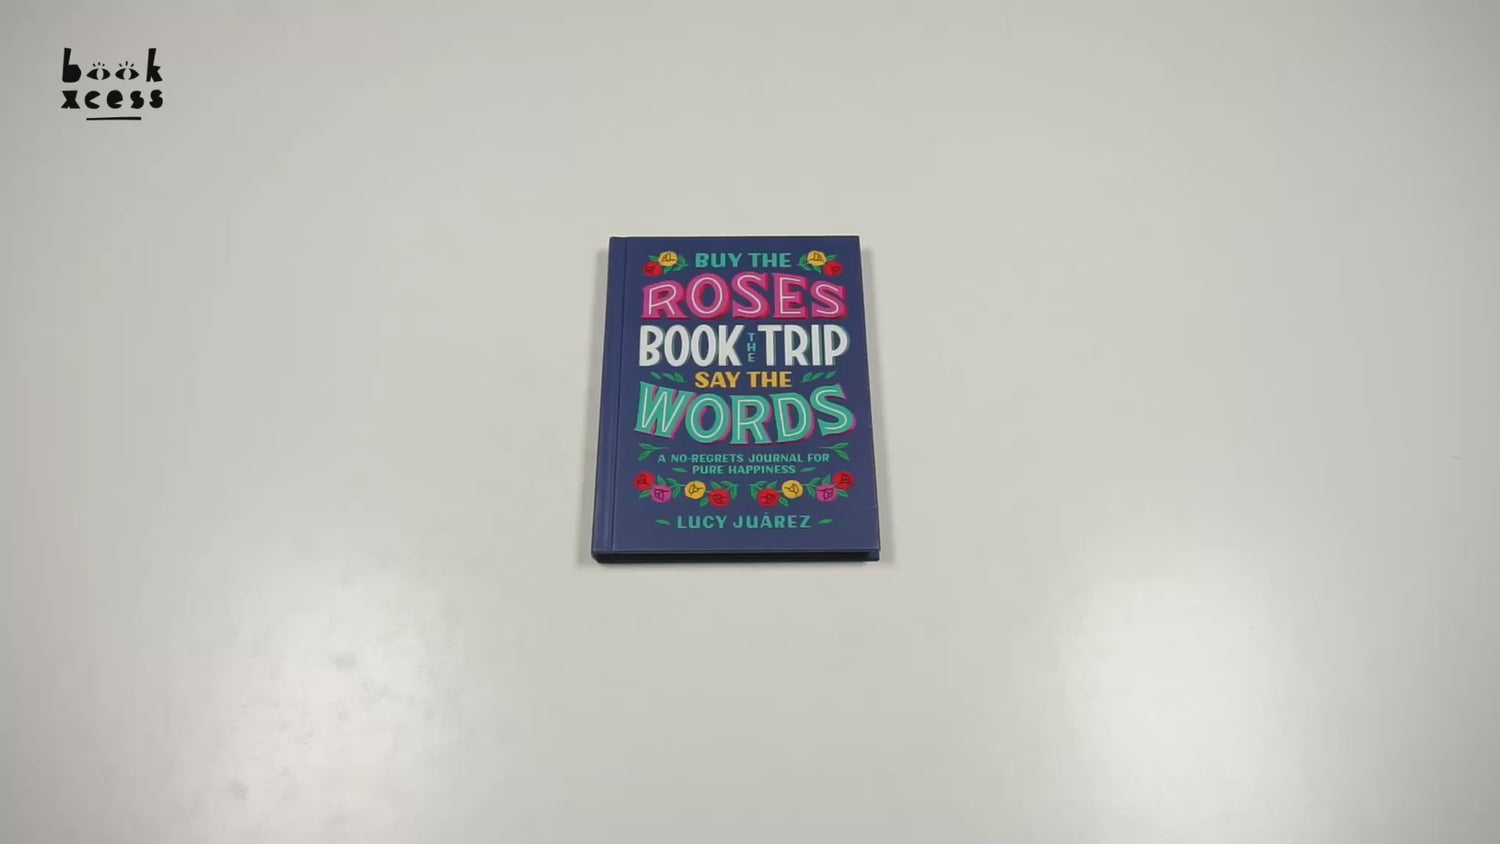 book
xcess
BUY THE
ROSES
BOOK THE TRIP
SAY THE
WORDS
A NO-REGRETS JOURNAL FOR
PURE HAPPINESS
LUCY JUÁREZ